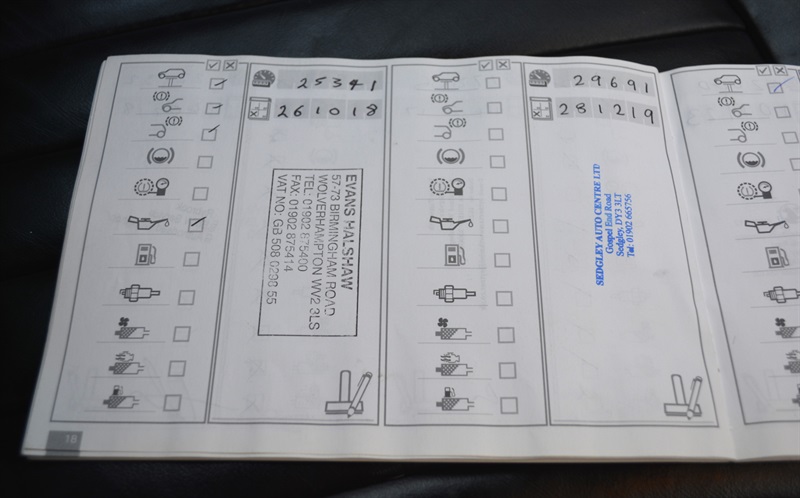 25341
261018
EVANS HALSHAW
57-73 BIRMINGHAM ROAD
WOLVERHAMPTON WV2 3LS
TEL: 01902 875400
FAX: 01902 875414
VAT NO: GB 508 0290 55
29691
281219
SEDGLEY AUTO CENTRE LTD
Gospel End Road
Sedgley, DY3 3LT
Tel: 01902 665756
18